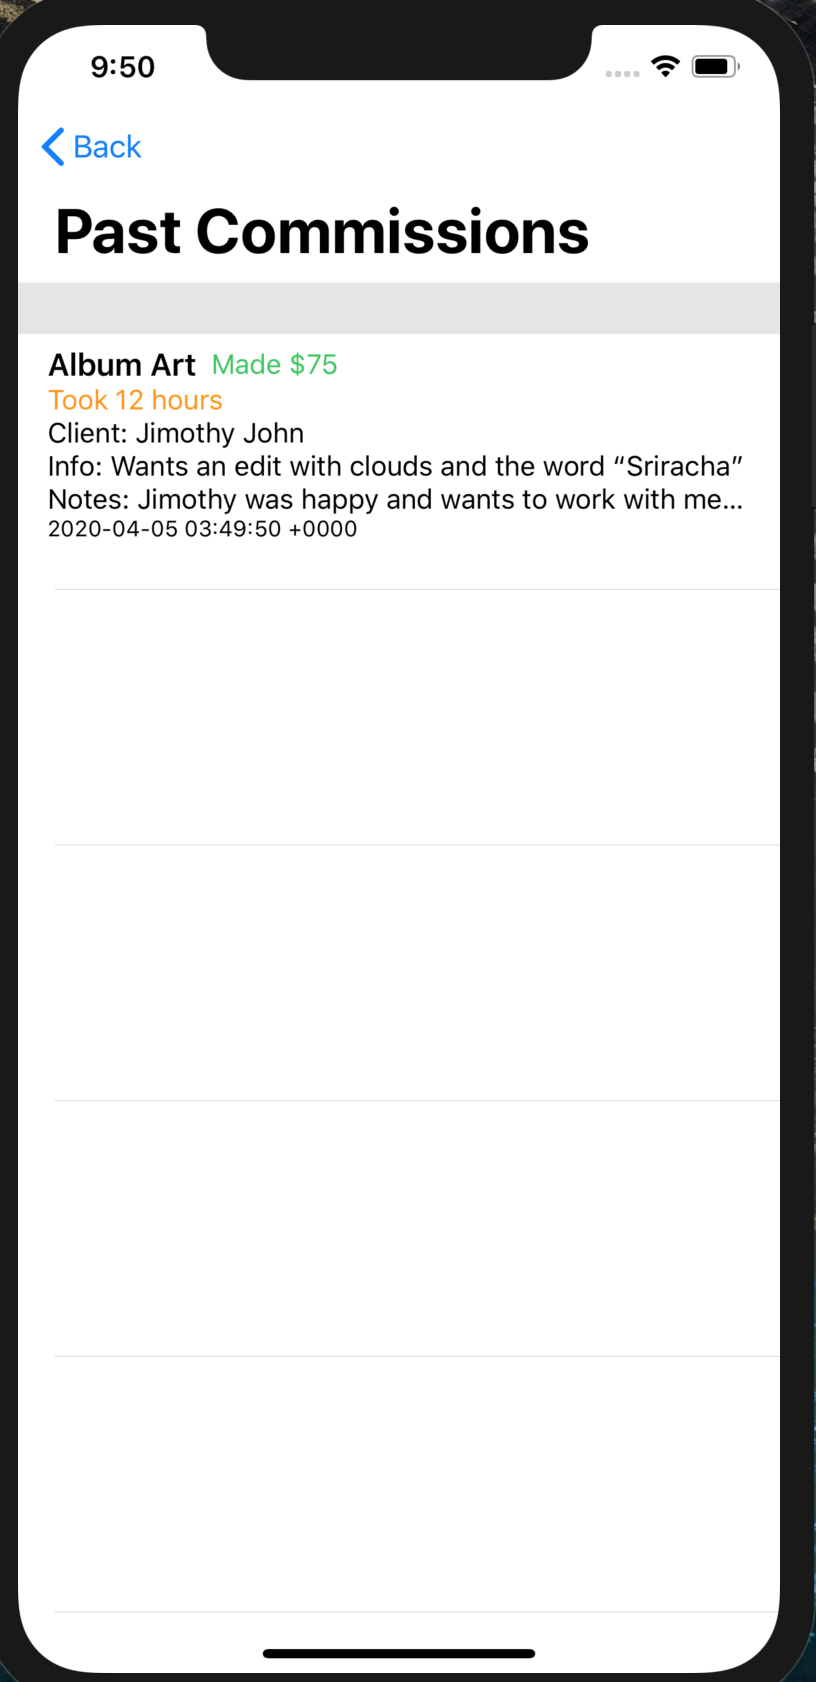 9:50
Back
Past Commissions
Album Art Made $75
Took 12 hours
Client: Jimothy John
Info: Wants an edit with clouds and the word “Sriracha”
Notes: Jimothy was happy and wants to work with me...
2020-04-05 03:49:50 +0000